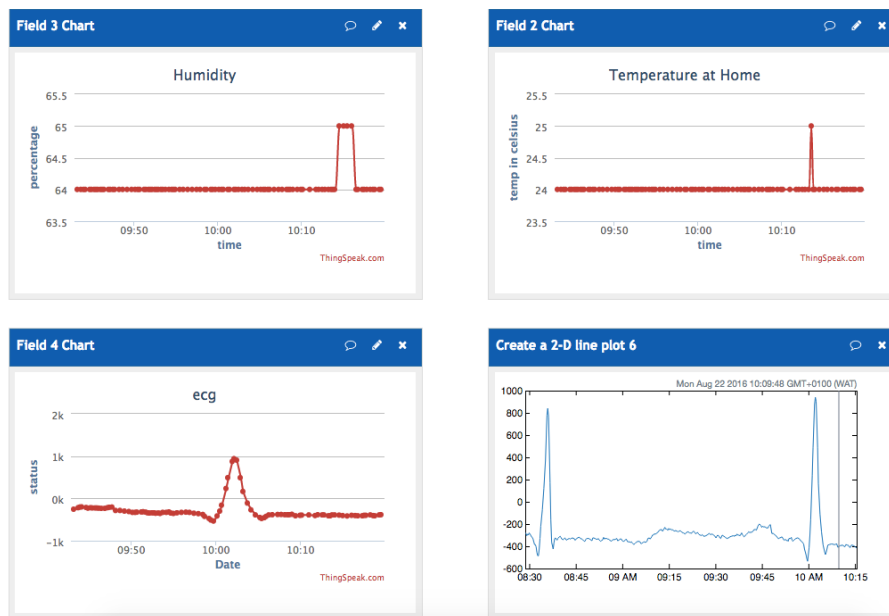 Field 3 Chart
Humidity
percentage
65.5
65
64.5
64
63.5
09:50 10:00 10:10
time
ThingSpeak.com
Field 2 Chart
Temperature at Home
temp in celsius
25.5
25
24.5
24
23.5
09:50 10:00 10:10
time
ThingSpeak.com
Field 4 Chart
ecg
status
2k
1k
0k
−1k
09:50 10:00 10:10
Date
ThingSpeak.com
Create a 2-D line plot 6
Mon Aug 22 2016 10:09:48 GMT+0100 (WAT)
1000
800
600
400
200
0
-200
-400
-600
08:30 08:45 09 AM 09:15 09:30 09:45 10 AM 10:15